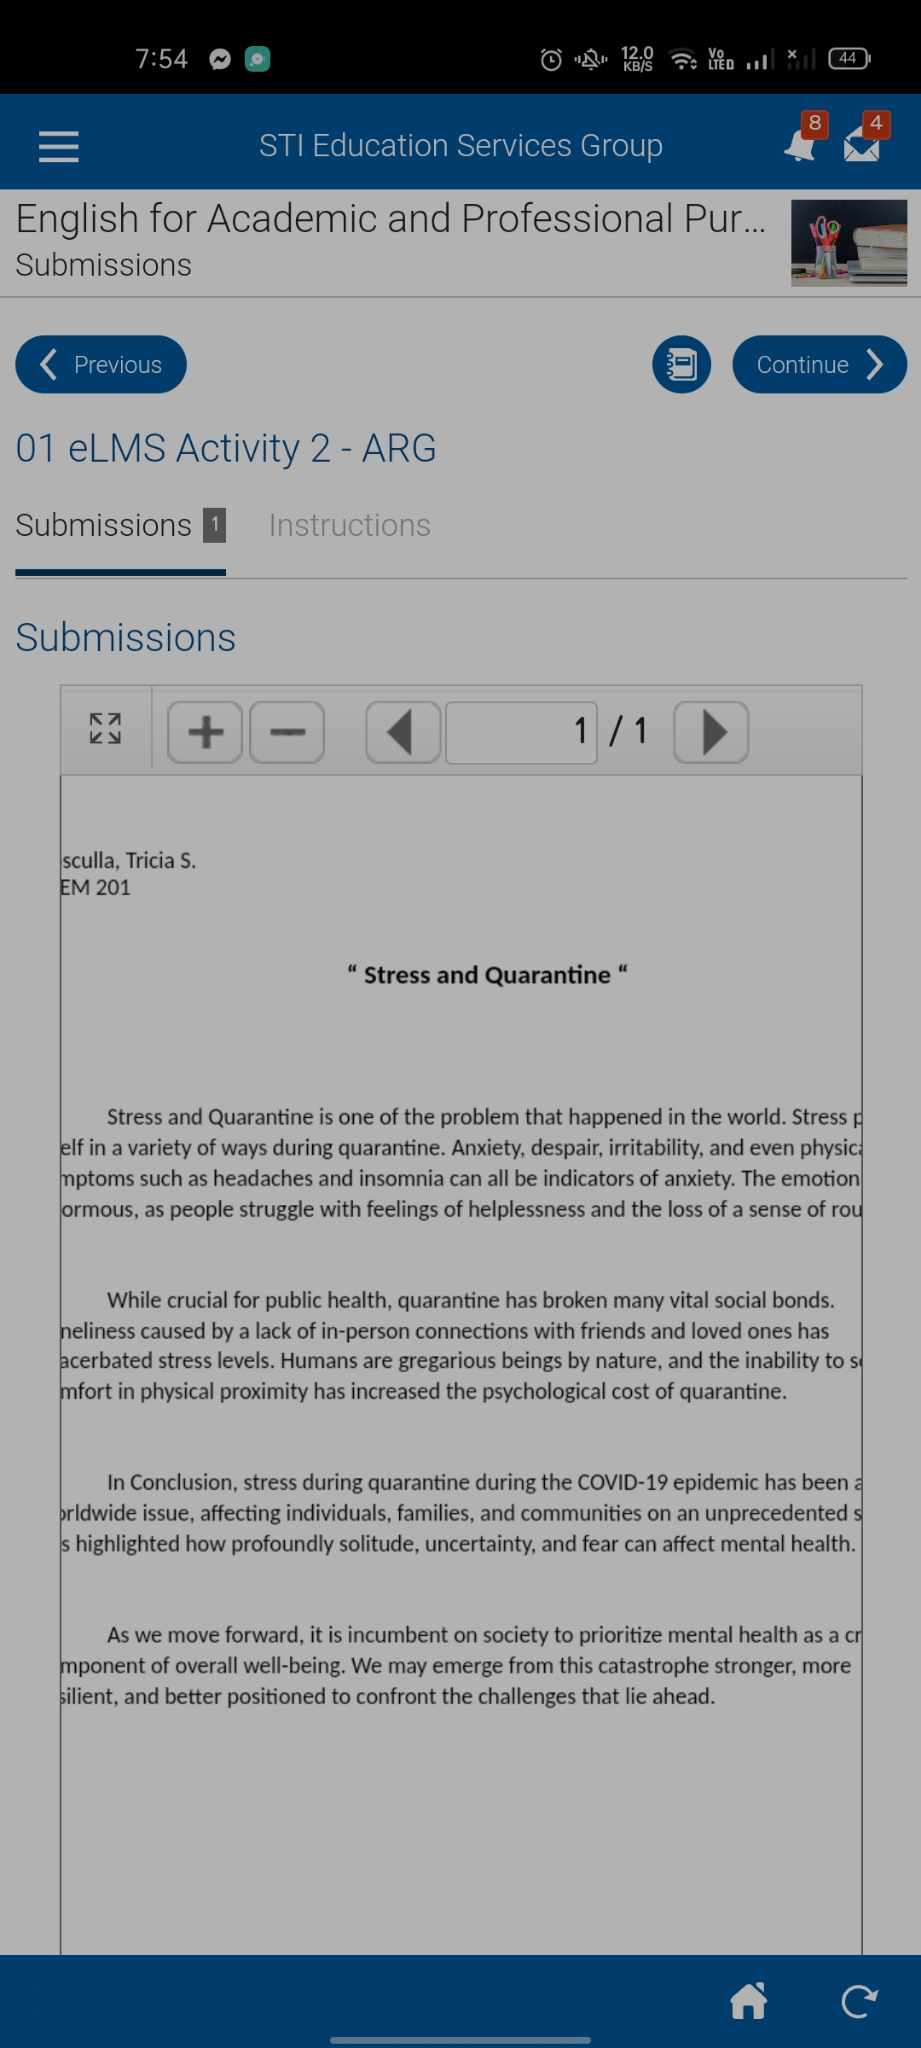 7:54
12.0
KB/S
Vo
LTED
44
STI Education Services Group
8
4
English for Academic and Professional Pur...
Submissions
Previous
Continue
01 eLMS Activity 2 - ARG
Submissions 1
Instructions
Submissions
1 / 1
sculla, Tricia S.
EM 201
“ Stress and Quarantine “
Stress and Quarantine is one of the problem that happened in the world. Stress p
elf in a variety of ways during quarantine. Anxiety, despair, irritability, and even physica
mptoms such as headaches and insomnia can all be indicators of anxiety. The emotion
ormous, as people struggle with feelings of helplessness and the loss of a sense of rou
While crucial for public health, quarantine has broken many vital social bonds.
neliness caused by a lack of in-person connections with friends and loved ones has
acerbated stress levels. Humans are gregarious beings by nature, and the inability to se
mfort in physical proximity has increased the psychological cost of quarantine.
In Conclusion, stress during quarantine during the COVID-19 epidemic has been a
orldwide issue, affecting individuals, families, and communities on an unprecedented s
s highlighted how profoundly solitude, uncertainty, and fear can affect mental health.
As we move forward, it is incumbent on society to prioritize mental health as a cr
mponent of overall well-being. We may emerge from this catastrophe stronger, more
silient, and better positioned to confront the challenges that lie ahead.